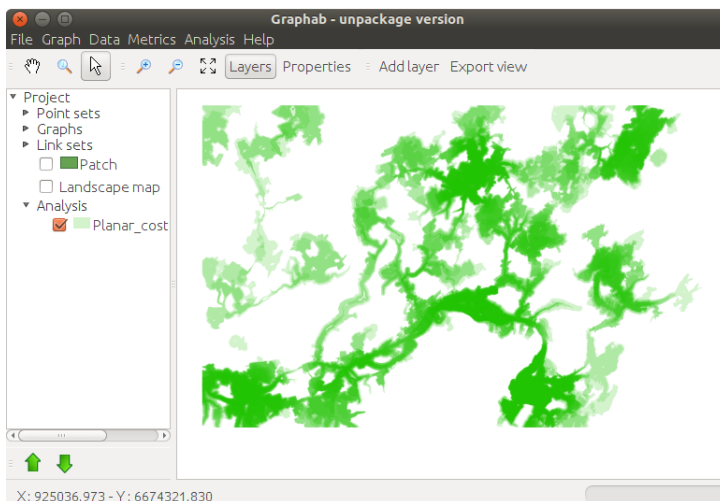 Graphab - unpackage version
File Graph Data Metrics Analysis Help
Layers Properties Add layer Export view
Project
Point sets
Graphs
Link sets
Patch
Landscape map
Analysis
Planar_cost
X: 925036.973 - Y: 6674321.830